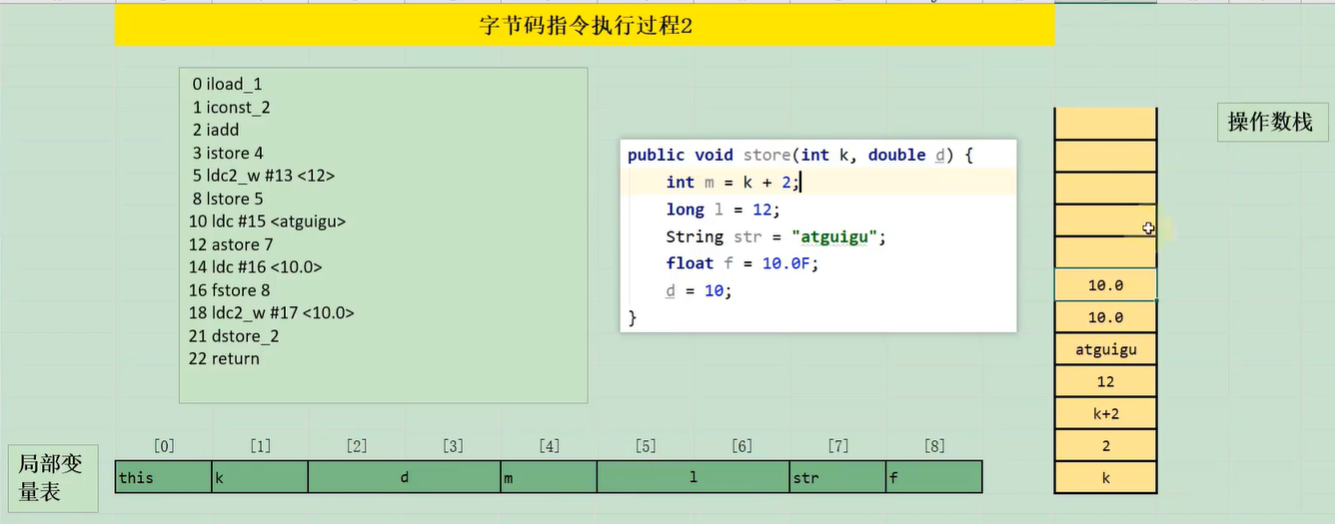 字节码指令执行过程2
0 iload_1
1 iconst_2
2 iadd
3 istore 4
5 ldc2_w #13 <12>
8 lstore 5
10 ldc #15 <atguigu>
12 astore 7
14 ldc #16 <10.0>
16 fstore 8
18 ldc2_w #17 <10.0>
21 dstore_2
22 return
public void store(int k, double d) {
int m = k + 2;
long l = 12;
String str = "atguigu";
float f = 10.0F;
d = 10;
}
操作数栈
10.0
10.0
atguigu
12
k+2
2
k
[0] [1] [2] [3] [4] [5] [6] [7] [8]
局部变
量表
this k d m l str f